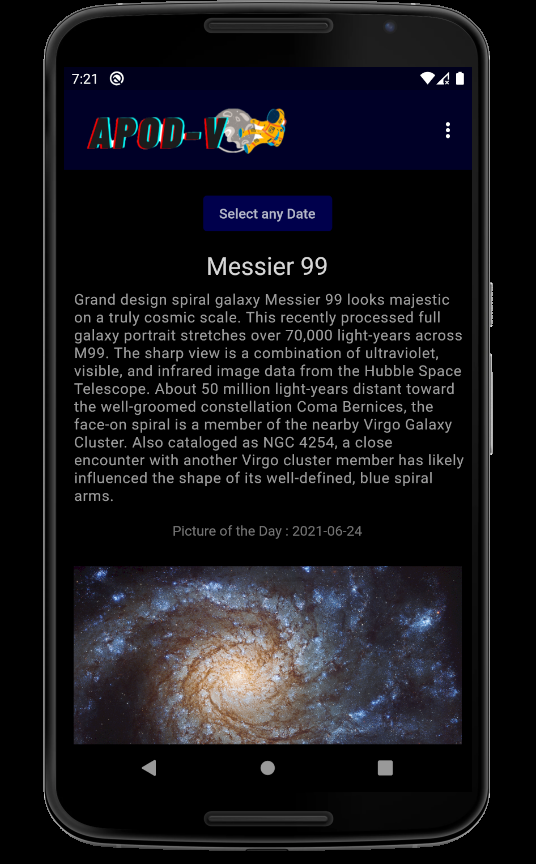 7:21
APOD-V
Select any Date
Messier 99
Grand design spiral galaxy Messier 99 looks majestic
on a truly cosmic scale. This recently processed full
galaxy portrait stretches over 70,000 light-years across
M99. The sharp view is a combination of ultraviolet,
visible, and infrared image data from the Hubble Space
Telescope. About 50 million light-years distant toward
the well-groomed constellation Coma Bernices, the
face-on spiral is a member of the nearby Virgo Galaxy
Cluster. Also cataloged as NGC 4254, a close
encounter with another Virgo cluster member has likely
influenced the shape of its well-defined, blue spiral
arms.
Picture of the Day : 2021-06-24